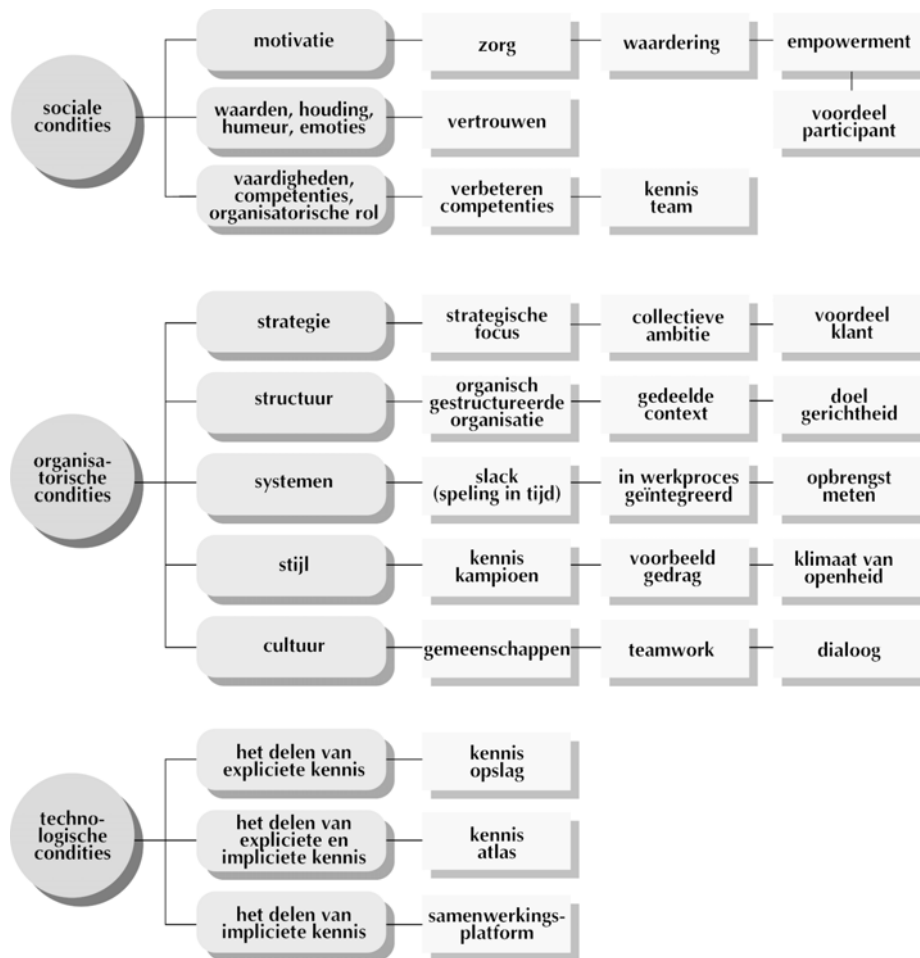 sociale
condities
motivatie
zorg
waardering
empowerment
voordeel
participant
waarden, houding,
humeur, emoties
vertrouwen
vaardigheden,
competenties,
organisatorische rol
verbeteren
competenties
kennis
team
organisa-
torische
condities
strategie
strategische
focus
collectieve
ambitie
voordeel
klant
structuur
organisch
gestructureerde
organisatie
gedeelde
context
doel
gerichtheid
systemen
slack
(speling in tijd)
in werkproces
geïntegreerd
opbrengst
meten
stijl
kennis
kampioen
voorbeeld
gedrag
klimaat van
openheid
cultuur
gemeenschappen
teamwork
dialoog
techno-
logische
condities
het delen van
expliciete kennis
kennis
opslag
het delen van
expliciete en
impliciete kennis
kennis
atlas
het delen van
impliciete kennis
samenwerkings-
platform